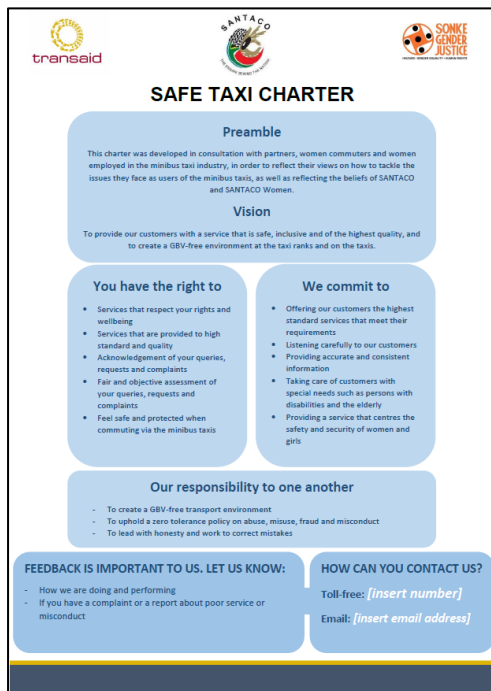 transaid
SANTACO
THE ENGINE BEHIND THE NATION
SONKE
GENDER
JUSTICE
SAFE TAXI CHARTER
Preamble
This charter was developed in consultation with partners, women commuters and women
employed in the minibus taxi industry, in order to reflect their views on how to tackle the
issues they face as users of the minibus taxis, as well as reflecting the beliefs of SANTACO
and SANTACO Women.
Vision
To provide our customers with a service that is safe, inclusive and of the highest quality, and
to create a GBV-free environment at the taxi ranks and on the taxis.
You have the right to
• Services that respect your rights and
wellbeing
• Services that are provided to high
standard and quality
• Acknowledgement of your queries,
requests and complaints
• Fair and objective assessment of
your queries, requests and
complaints
• Feel safe and protected when
commuting via the minibus taxis
We commit to
• Offering our customers the highest
standard services that meet their
requirements
• Listening carefully to our customers
• Providing accurate and consistent
information
• Taking care of customers with
special needs such as persons with
disabilities and the elderly
• Providing a service that centres the
safety and security of women and
girls
Our responsibility to one another
- To create a GBV-free transport environment
- To uphold a zero tolerance policy on abuse, misuse, fraud and misconduct
- To lead with honesty and work to correct mistakes
FEEDBACK IS IMPORTANT TO US. LET US KNOW:
- How we are doing and performing
- If you have a complaint or a report about poor service or
misconduct
HOW CAN YOU CONTACT US?
Toll-free: [insert number]
Email: [insert email address]